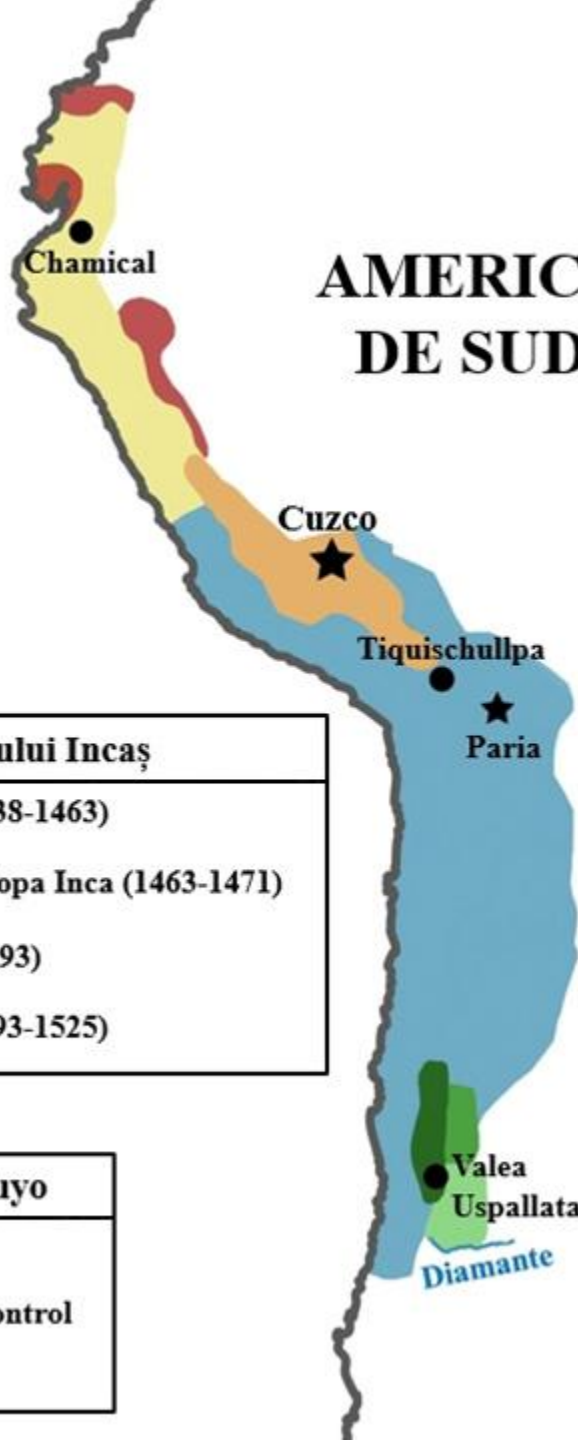 Chamical
AMERIC
DE SUD
Cuzco
Tiquischullpa
Paria
ului Incaș
38-1463)
opa Inca (1463-1471)
93)
93-1525)
uyo
ontrol
Valea
Uspallata
Diamante